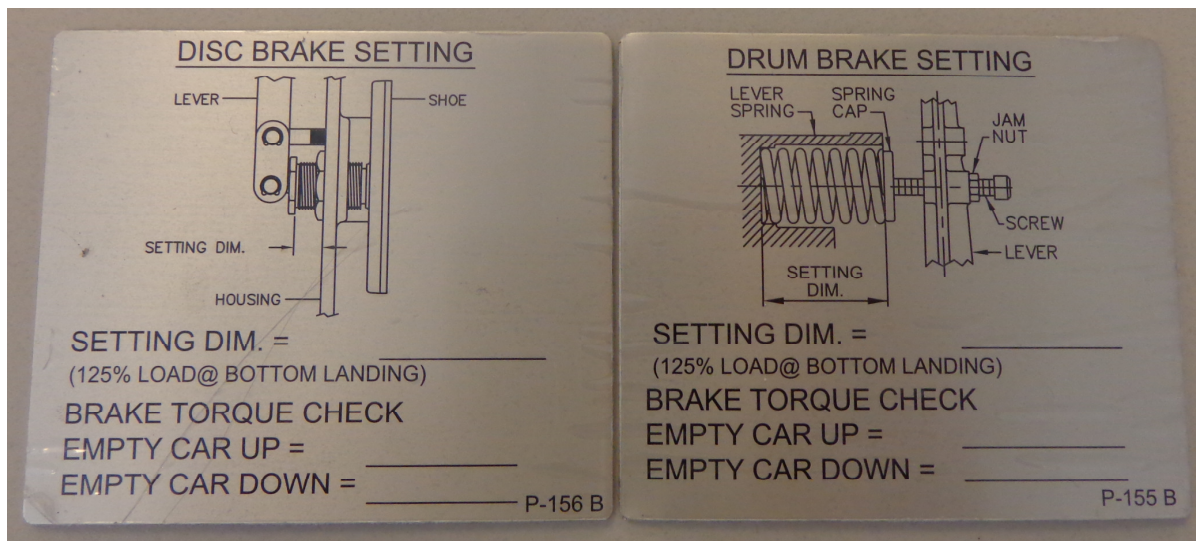 DISC BRAKE SETTING
LEVER
SHOE
SETTING DIM.
HOUSING
SETTING DIM. =
(125% LOAD@ BOTTOM LANDING)
BRAKE TORQUE CHECK
EMPTY CAR UP =
EMPTY CAR DOWN =
P-156 B
DRUM BRAKE SETTING
LEVER
SPRING
SPRING
CAP
JAM
NUT
SCREW
LEVER
SETTING
DIM.
SETTING DIM. =
(125% LOAD@ BOTTOM LANDING)
BRAKE TORQUE CHECK
EMPTY CAR UP =
EMPTY CAR DOWN =
P-155 B